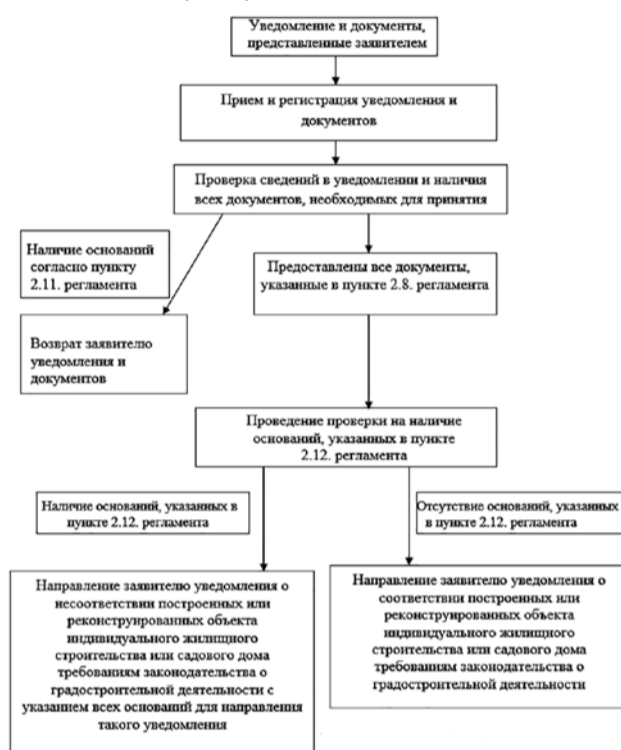 Уведомление и документы,
представленные заявителем
Прием и регистрация уведомления и
документов
Проверка сведений в уведомлении и наличия
всех документов, необходимых для принятия
Наличие оснований
согласно пункту
2.11. регламента
Предоставлены все документы,
указанные в пункте 2.8. регламента
Возврат заявителю
уведомления и
документов
Проведение проверки на наличие
оснований, указанных в пункте
2.12. регламента
Наличие оснований, указанных в
пункте 2.12. регламента
Отсутствие оснований, указанных
в пункте 2.12. регламента
Направление заявителю уведомления о
несоответствии построенных или
реконструированных объекта
индивидуального жилищного
строительства или садового дома
требованиям законодательства о
градостроительной деятельности с
указанием всех оснований для направления
такого уведомления
Направление заявителю уведомления о
соответствии построенных или
реконструированных объекта
индивидуального жилищного
строительства или садового дома
требованиям законодательства о
градостроительной деятельности